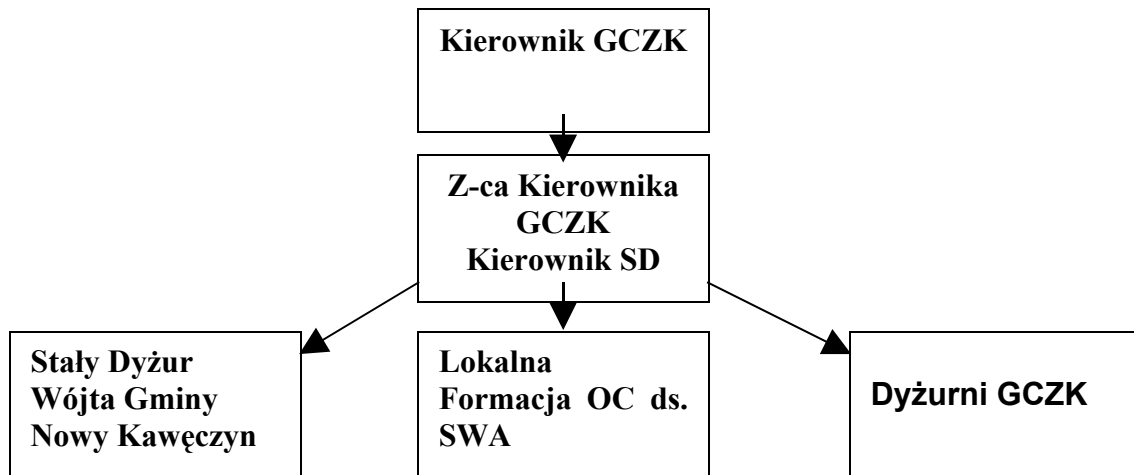 Kierownik GCZK
Z-ca Kierownika
GCZK
Kierownik SD
Stały Dyżur
Wójta Gminy
Nowy Kawęczyn
Lokalna
Formacja OC ds.
SWA
Dyżurni GCZK